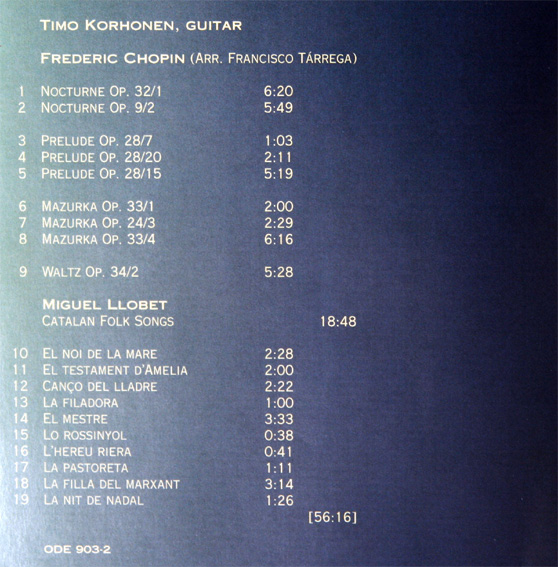 TIMO KORHONEN, GUITAR
FREDERIC CHOPIN (ARR. FRANCISCO TÁRREGA)
1 NOCTURNE OP. 32/1 6:20
2 NOCTURNE OP. 9/2 5:49
3 PRELUDE OP. 28/7 1:03
4 PRELUDE OP. 28/20 2:11
5 PRELUDE OP. 28/15 5:19
6 MAZURKA OP. 33/1 2:00
7 MAZURKA OP. 24/3 2:29
8 MAZURKA OP. 33/4 6:16
9 WALTZ OP. 34/2 5:28
MIGUEL LLOBET
CATALAN FOLK SONGS 18:48
10 EL NOI DE LA MARE 2:28
11 EL TESTAMENT D'AMELIA 2:00
12 CANÇO DEL LLADRE 2:22
13 LA FILADORA 1:00
14 EL MESTRE 3:33
15 LO ROSSINYOL 0:38
16 L'HEREU RIERA 0:41
17 LA PASTORETA 1:11
18 LA FILLA DEL MARXANT 3:14
19 LA NIT DE NADAL 1:26
[56:16]
ODE 903-2